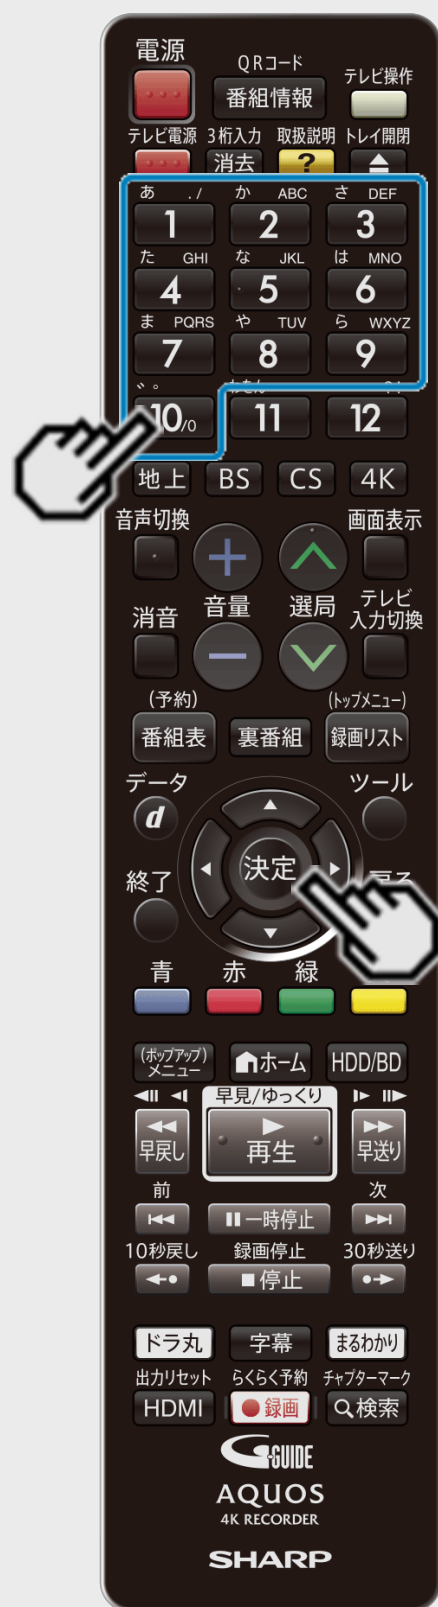 電源 QRコード テレビ操作
番組情報
テレビ電源 3桁入力 取扱説明 トレイ開閉
消去 ?
あ ./ か ABC さ DEF
1 2 3
た GHI な JKL は MNO
4 5 6
ま PQRS や TUV ら WXYZ
7 8 9
゛゜
10/0 11 12
地上 BS CS 4K
音声切換 画面表示
消音 音量 選局 テレビ
入力切換
(予約) (トップメニュー)
番組表 裏番組 録画リスト
データ ツール
d
決定
終了
青 赤 緑
(ポップアップ)
メニュー ホーム HDD/BD
早見/ゆっくり
早戻し 再生 早送り
前 次
一時停止
10秒戻し 録画停止 30秒送り
停止
ドラ丸 字幕 まるわかり
出力リセット らくらく予約 チャプターマーク
HDMI 録画 検索
G-GUIDE
AQUOS
4K RECORDER
SHARP